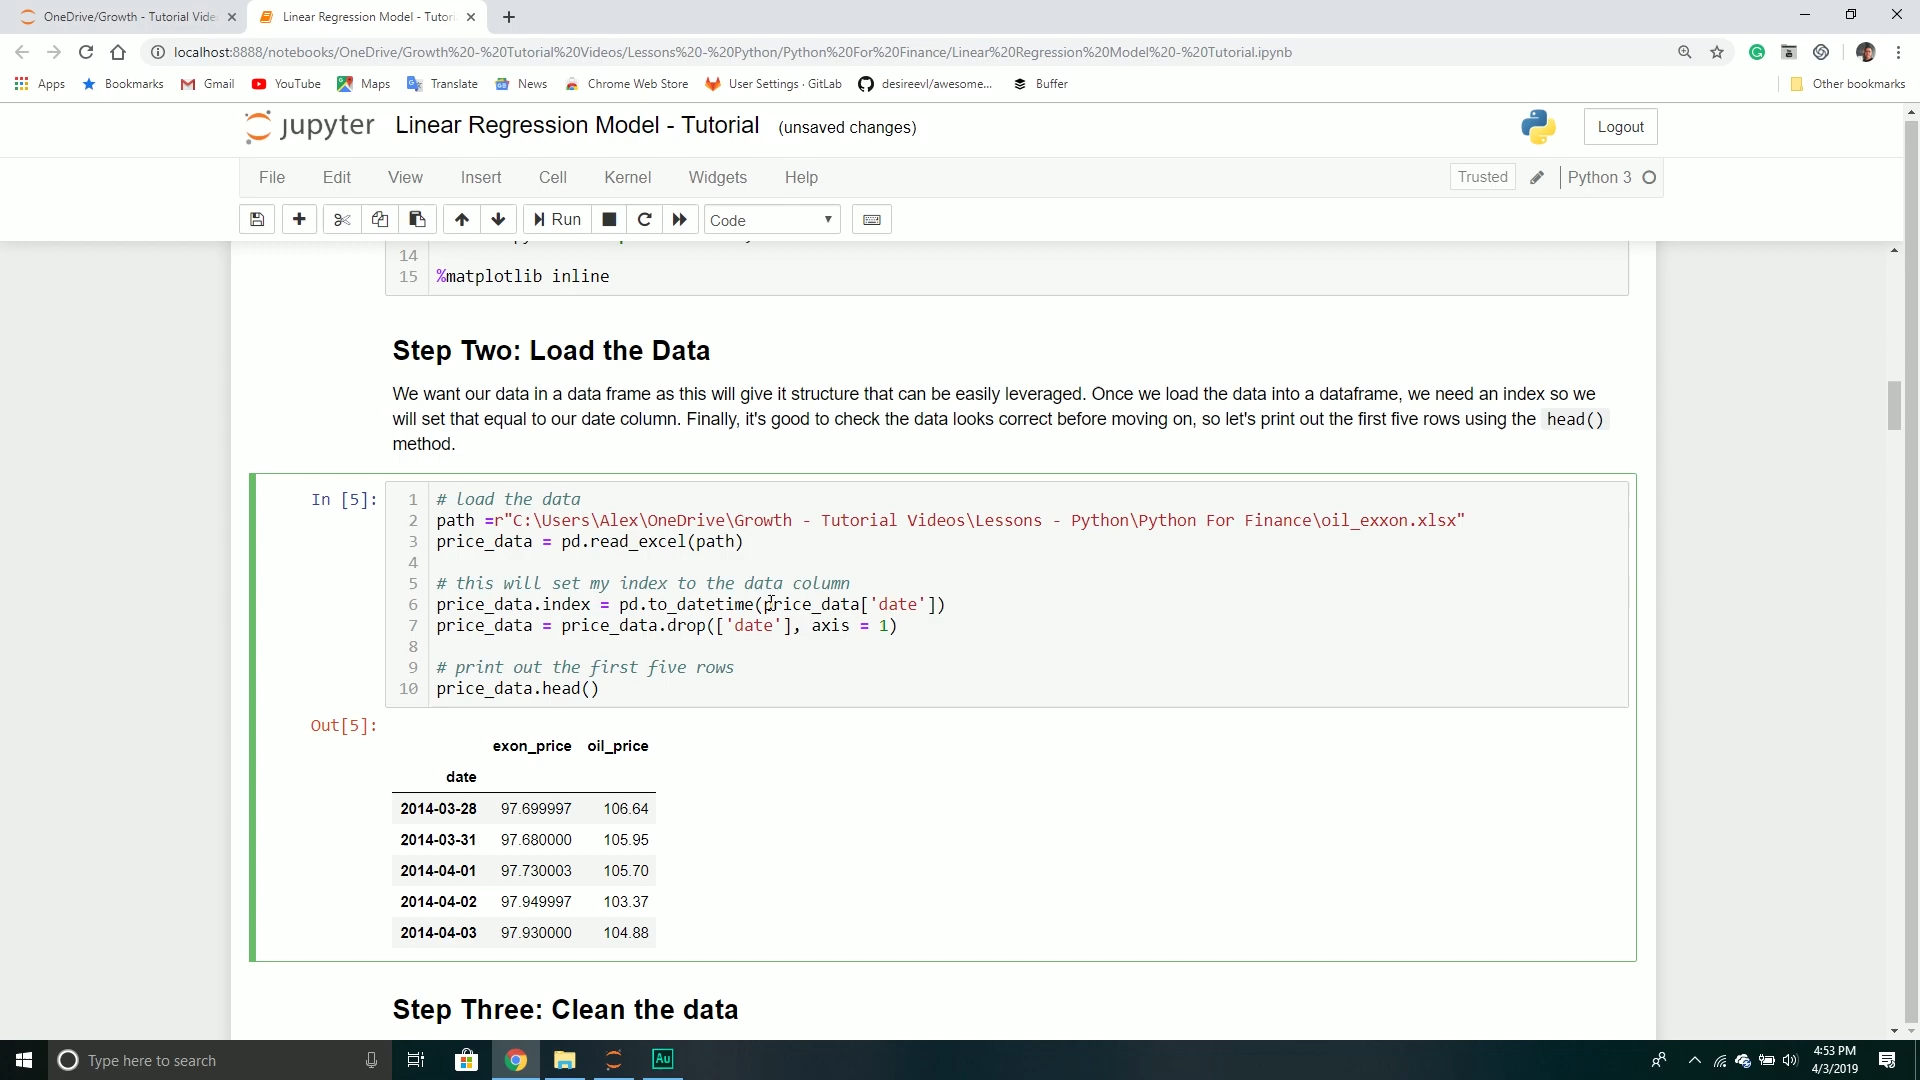 OneDrive/Growth - Tutorial Vide
Linear Regression Model - Tutori
localhost:8888/notebooks/OneDrive/Growth%20-%20Tutorial%20Videos/Lessons%20-%20Python/Python%20For%20Finance/Linear%20Regression%20Model%20-%20Tutorial.ipynb
Apps Bookmarks Gmail YouTube Maps Translate News Chrome Web Store User Settings · GitLab desireevl/awesome... Buffer Other bookmarks
jupyter Linear Regression Model - Tutorial (unsaved changes) Logout
File Edit View Insert Cell Kernel Widgets Help Trusted Python 3
Run Code
14
15 %matplotlib inline
Step Two: Load the Data
We want our data in a data frame as this will give it structure that can be easily leveraged. Once we load the data into a dataframe, we need an index so we
will set that equal to our date column. Finally, it's good to check the data looks correct before moving on, so let's print out the first five rows using the head()
method.
In [5]:
1 # load the data
2 path =r"C:\Users\Alex\OneDrive\Growth - Tutorial Videos\Lessons - Python\Python For Finance\oil_exxon.xlsx"
3 price_data = pd.read_excel(path)
4
5 # this will set my index to the data column
6 price_data.index = pd.to_datetime(price_data['date'])
7 price_data = price_data.drop(['date'], axis = 1)
8
9 # print out the first five rows
10 price_data.head()
Out[5]:
exon_price oil_price
date
2014-03-28 97.699997 106.64
2014-03-31 97.680000 105.95
2014-04-01 97.730003 105.70
2014-04-02 97.949997 103.37
2014-04-03 97.930000 104.88
Step Three: Clean the data
Type here to search
Au
4:53 PM
4/3/2019